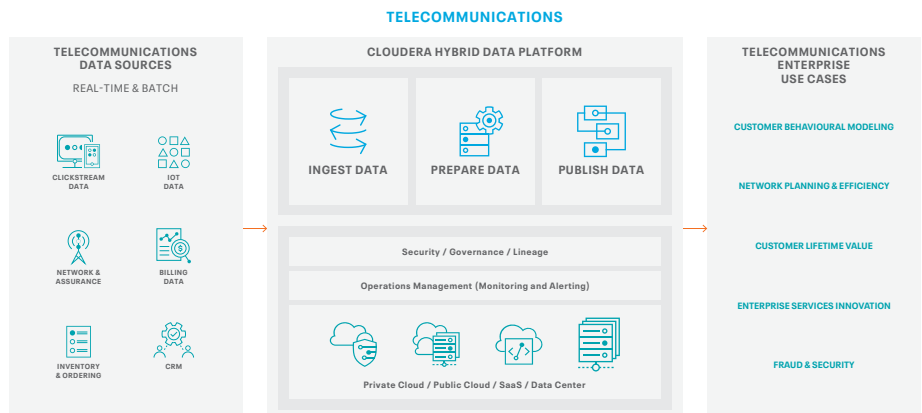 TELECOMMUNICATIONS
TELECOMMUNICATIONS
DATA SOURCES
REAL-TIME & BATCH
CLICKSTREAM
DATA
IOT
DATA
NETWORK &
ASSURANCE
BILLING
DATA
INVENTORY
& ORDERING
CRM
CLOUDERA HYBRID DATA PLATFORM
INGEST DATA
PREPARE DATA
PUBLISH DATA
Security / Governance / Lineage
Operations Management (Monitoring and Alerting)
Private Cloud / Public Cloud / SaaS / Data Center
TELECOMMUNICATIONS
ENTERPRISE
USE CASES
CUSTOMER BEHAVIOURAL MODELING
NETWORK PLANNING & EFFICIENCY
CUSTOMER LIFETIME VALUE
ENTERPRISE SERVICES INNOVATION
FRAUD & SECURITY